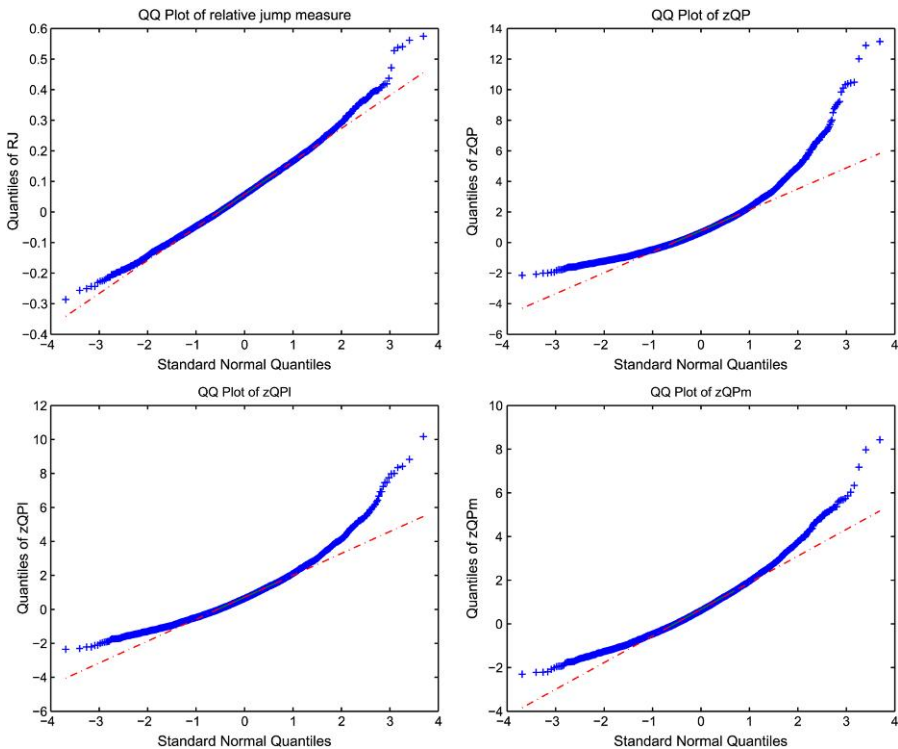 QQ Plot of relative jump measure
0.6
0.5
0.4
0.3
0.2
0.1
0
−0.1
−0.2
−0.3
0.4
Quantiles of RJ
−4 −3 −2 −1 0 1 2 3 4
Standard Normal Quantiles
QQ Plot of zQP
14
12
10
8
6
4
2
0
−2
−4
−6
Quantiles of zQP
−4 −3 −2 −1 0 1 2 3 4
Standard Normal Quantiles
QQ Plot of zQPl
12
10
8
6
4
2
0
−2
−4
−6
Quantiles of zQPl
−4 −3 −2 −1 0 1 2 3 4
Standard Normal Quantiles
QQ Plot of zQPm
10
8
6
4
2
0
−2
−4
Quantiles of zQPm
−4 −3 −2 −1 0 1 2 3 4
Standard Normal Quantiles